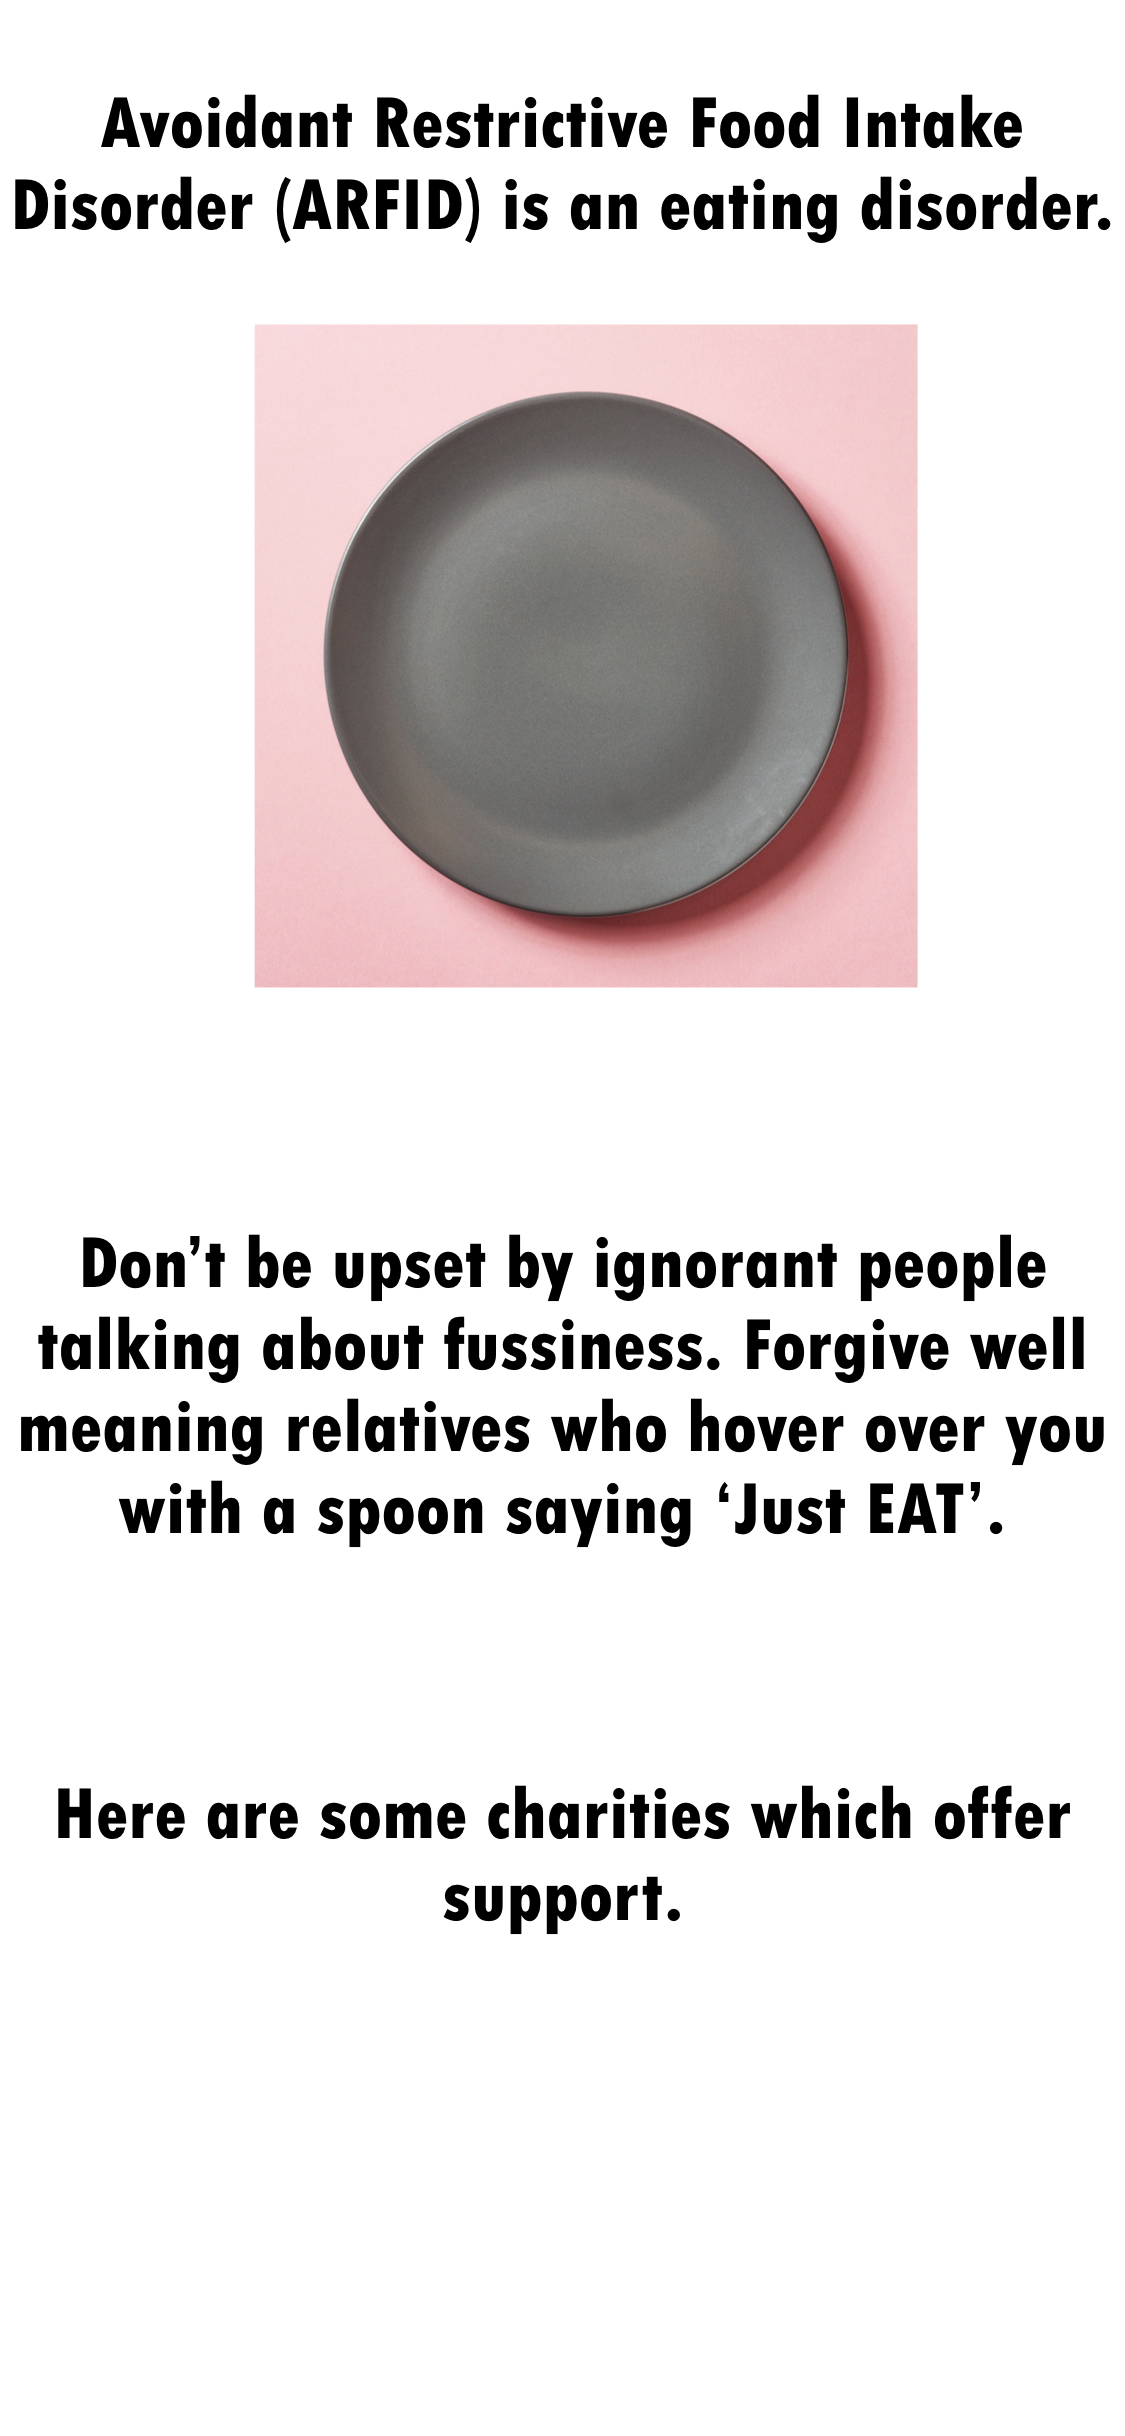 Avoidant Restrictive Food Intake
Disorder (ARFID) is an eating disorder.
Don’t be upset by ignorant people
talking about fussiness. Forgive well
meaning relatives who hover over you
with a spoon saying ‘Just EAT’.
Here are some charities which offer
support.